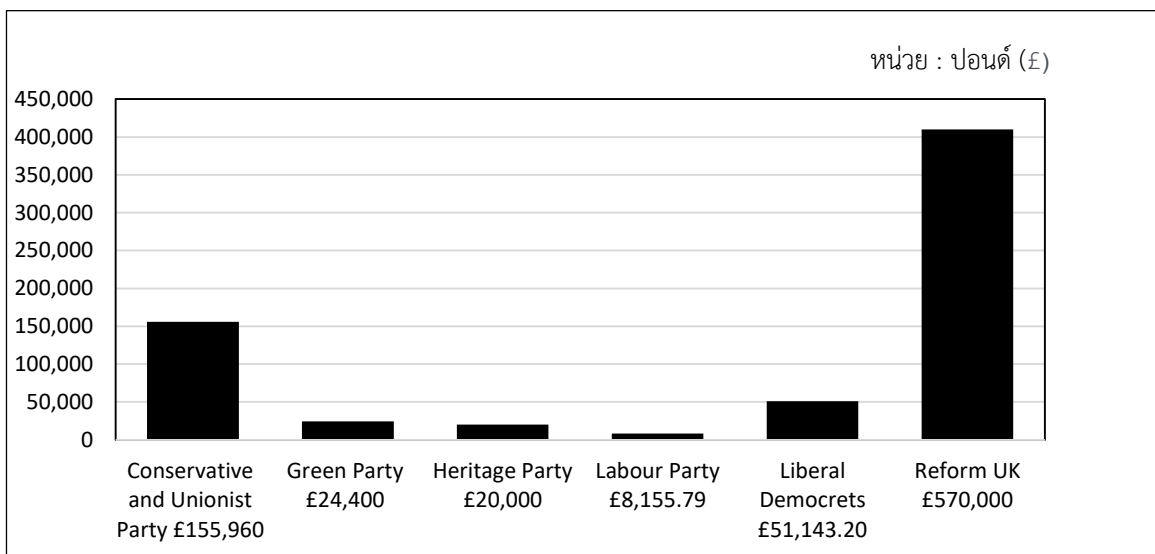 หน่วย : ปอนด์ (£)
450,000
400,000
350,000
300,000
250,000
200,000
150,000
100,000
50,000
0
Conservative
and Unionist
Party £155,960
Green Party
£24,400
Heritage Party
£20,000
Labour Party
£8,155.79
Liberal
Democrets
£51,143.20
Reform UK
£570,000